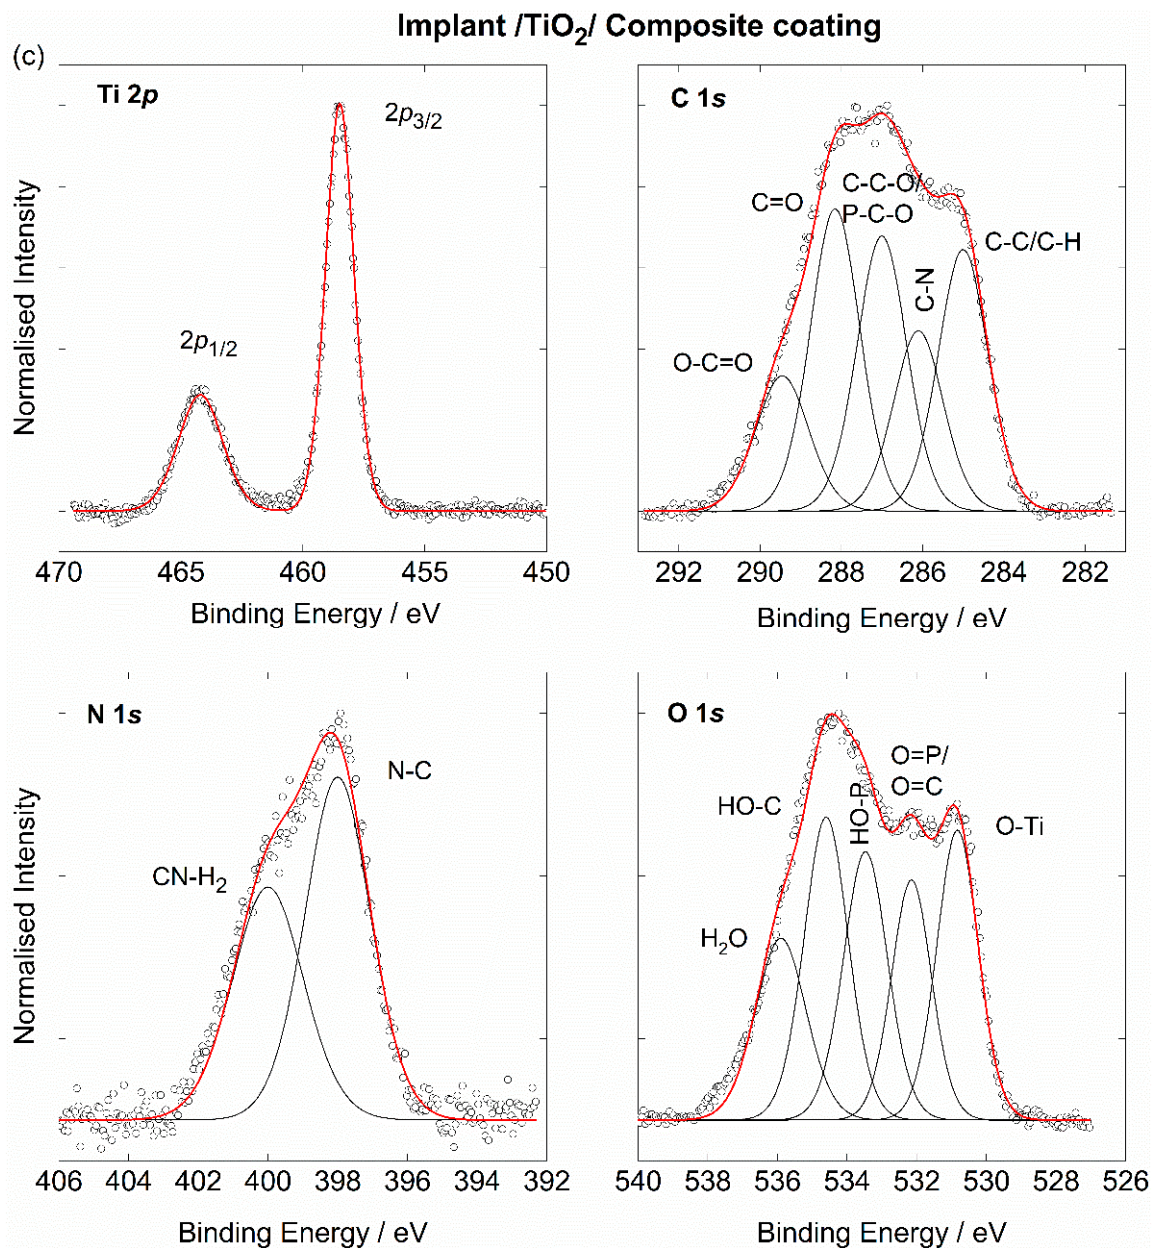 Implant /TiO₂/ Composite coating
(c)
Ti 2p
2p₃/₂
2p₁/₂
Normalised Intensity
470 465 460 455 450
Binding Energy / eV
C 1s
C=O
C-C-O/
P-C-O
C-N
C-C/C-H
O-C=O
292 290 288 286 284 282
Binding Energy / eV
N 1s
N-C
CN-H₂
Normalised Intensity
406 404 402 400 398 396 394 392
Binding Energy / eV
O 1s
O=P/
O=C
HO-C
HO-P
O-Ti
H₂O
540 538 536 534 532 530 528 526
Binding Energy / eV